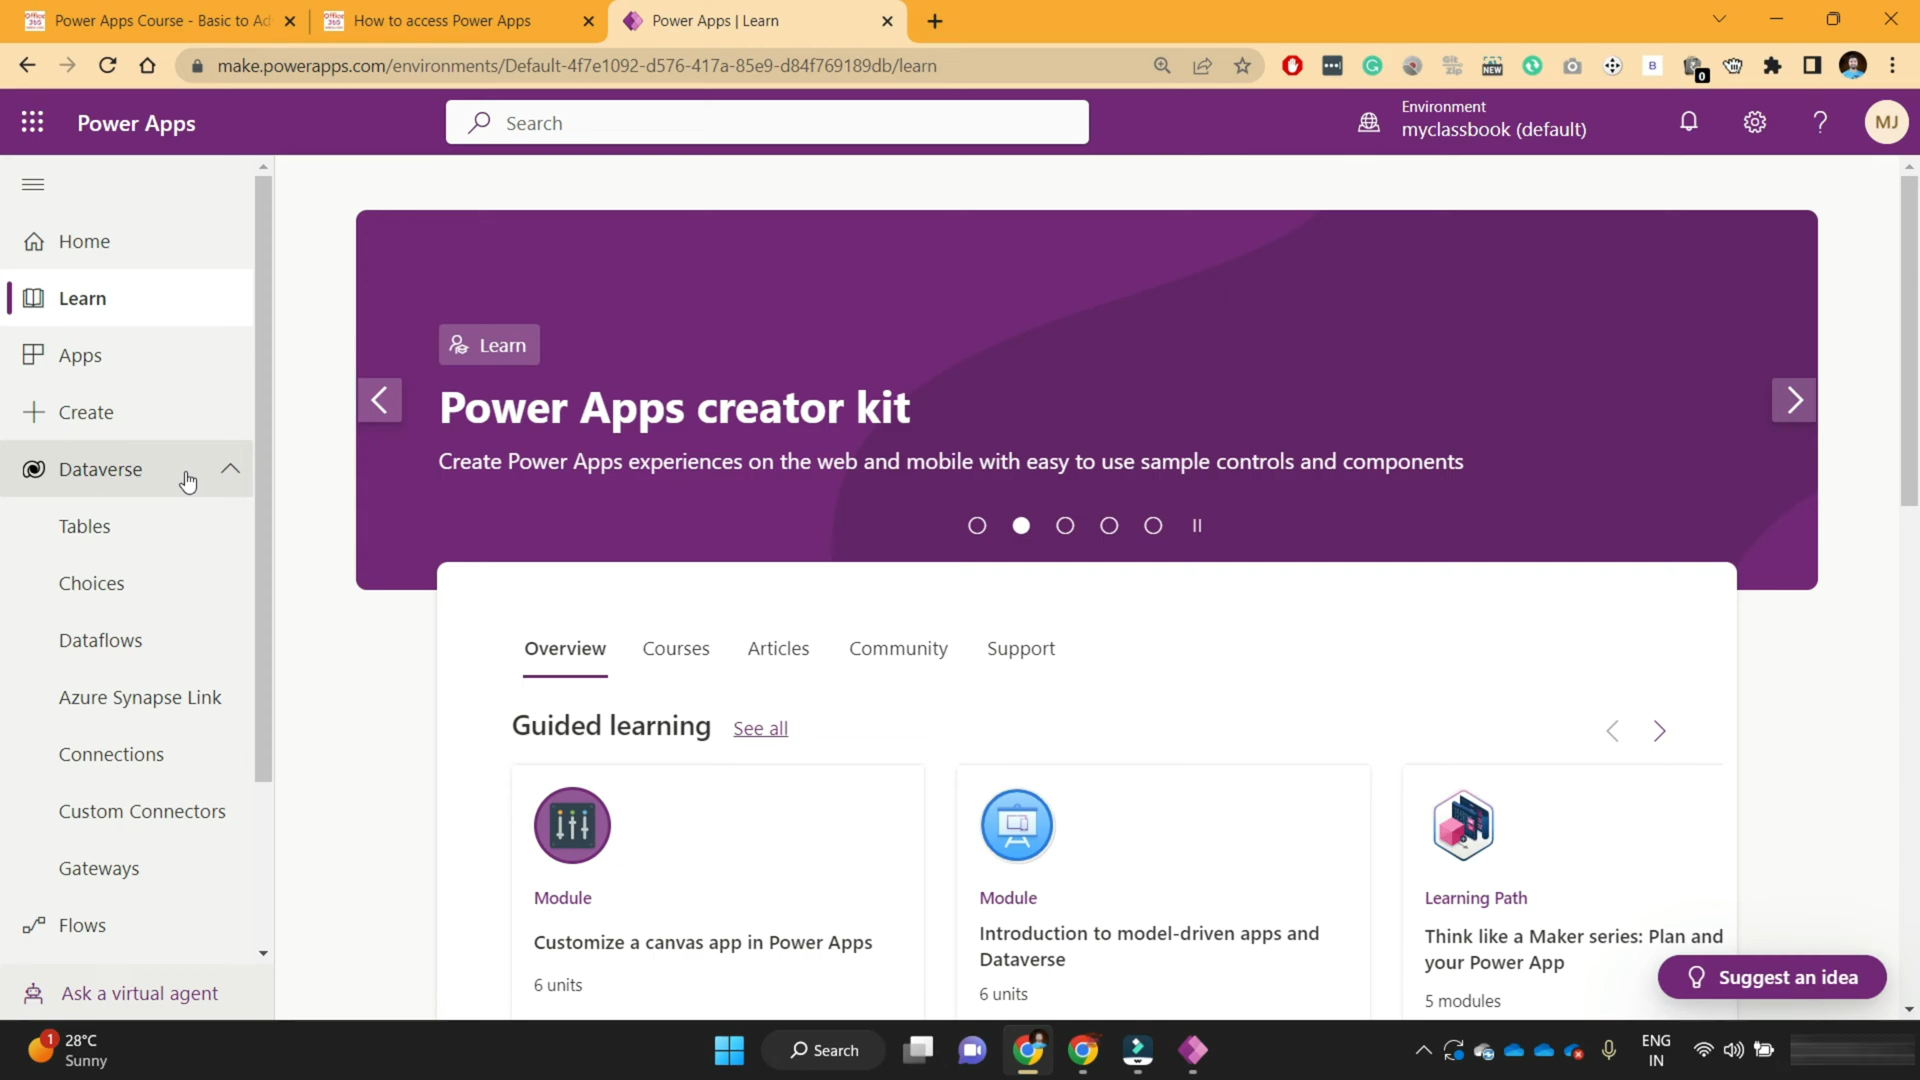 Power Apps Course - Basic to Ad
How to access Power Apps
Power Apps | Learn
make.powerapps.com/environments/Default-4f7e1092-d576-417a-85e9-d84f769189db/learn
Power Apps
Search
Environment
myclassbook (default)
MJ
Home
Learn
Apps
Create
Dataverse
Tables
Choices
Dataflows
Azure Synapse Link
Connections
Custom Connectors
Gateways
Flows
Ask a virtual agent
Learn
Power Apps creator kit
Create Power Apps experiences on the web and mobile with easy to use sample controls and components
Overview
Courses
Articles
Community
Support
Guided learning
See all
Module
Customize a canvas app in Power Apps
6 units
Module
Introduction to model-driven apps and
Dataverse
6 units
Learning Path
Think like a Maker series: Plan and
your Power App
5 modules
Suggest an idea
1
28°C
Sunny
Search
ENG
IN